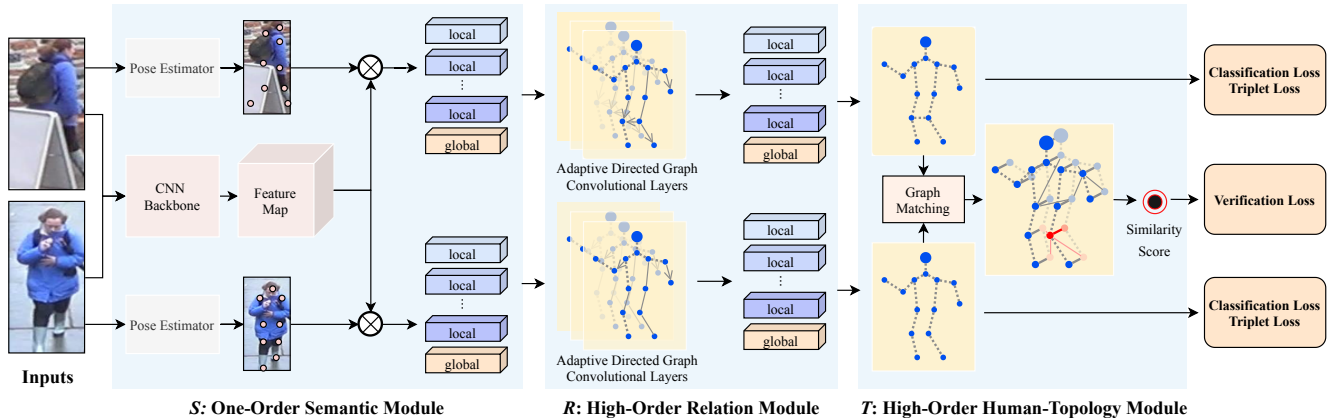 Inputs
Pose Estimator
CNN
Backbone
Feature
Map
Pose Estimator
local
local
local
global
local
local
local
global
S: One-Order Semantic Module
Adaptive Directed Graph
Convolutional Layers
local
local
local
global
Adaptive Directed Graph
Convolutional Layers
local
local
local
global
R: High-Order Relation Module
Graph
Matching
Similarity
Score
T: High-Order Human-Topology Module
Classification Loss
Triplet Loss
Verification Loss
Classification Loss
Triplet Loss